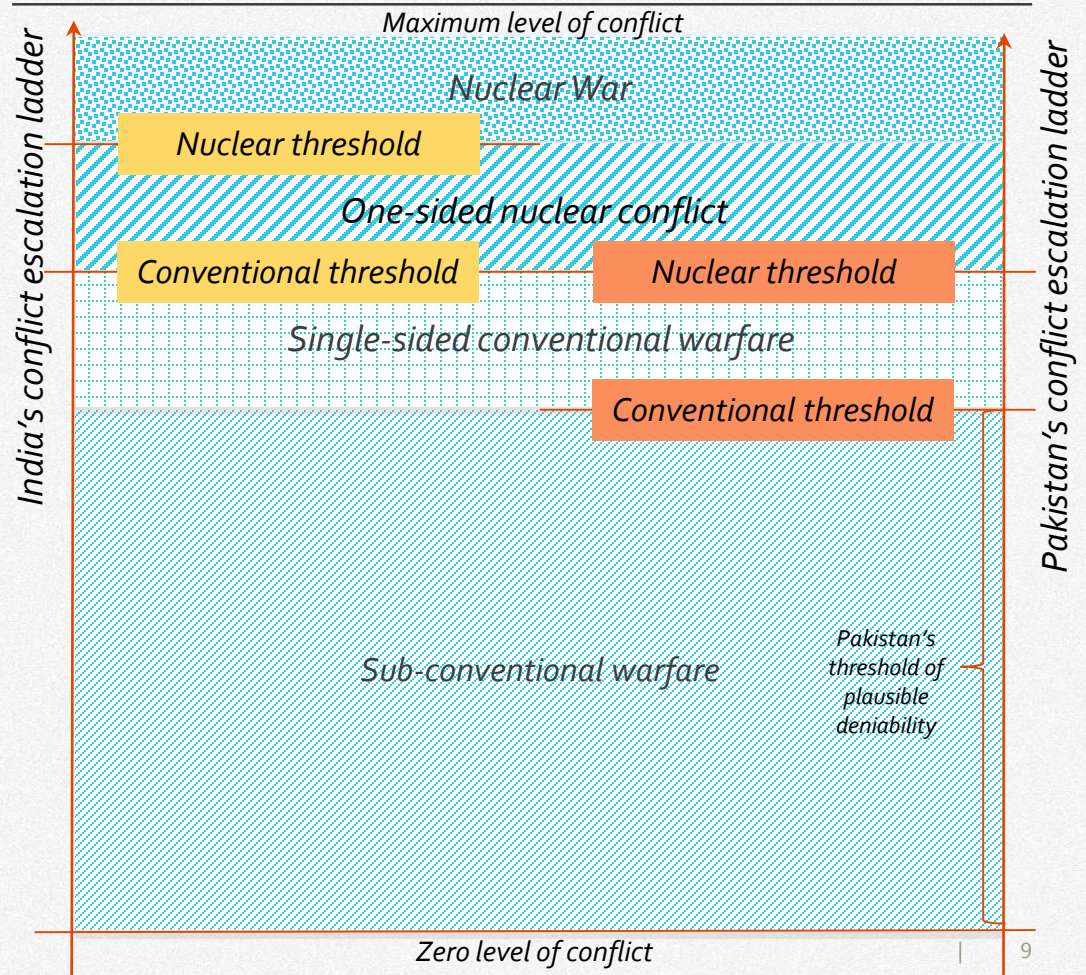 Maximum level of conflict
India's conflict escalation ladder
Pakistan's conflict escalation ladder
Nuclear War
Nuclear threshold
One-sided nuclear conflict
Conventional threshold
Nuclear threshold
Single-sided conventional warfare
Conventional threshold
Sub-conventional warfare
Pakistan's
threshold of
plausible
deniability
Zero level of conflict
| 9